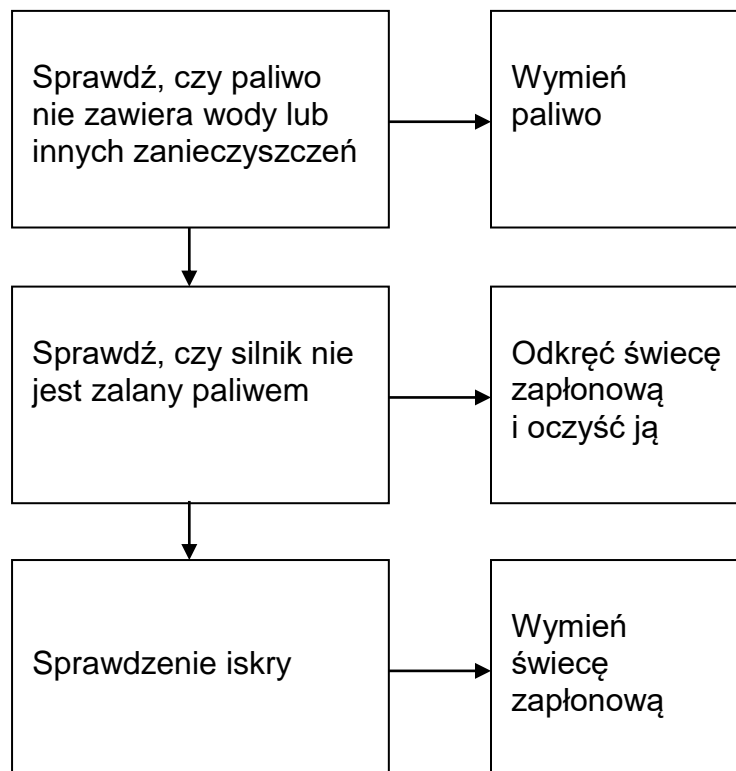 Sprawdź, czy paliwo
nie zawiera wody lub
innych zanieczyszczeń
Wymień
paliwo
Sprawdź, czy silnik nie
jest zalany paliwem
Odkręć świecę
zapłonową
i oczyść ją
Sprawdzenie iskry
Wymień
świecę
zapłonową